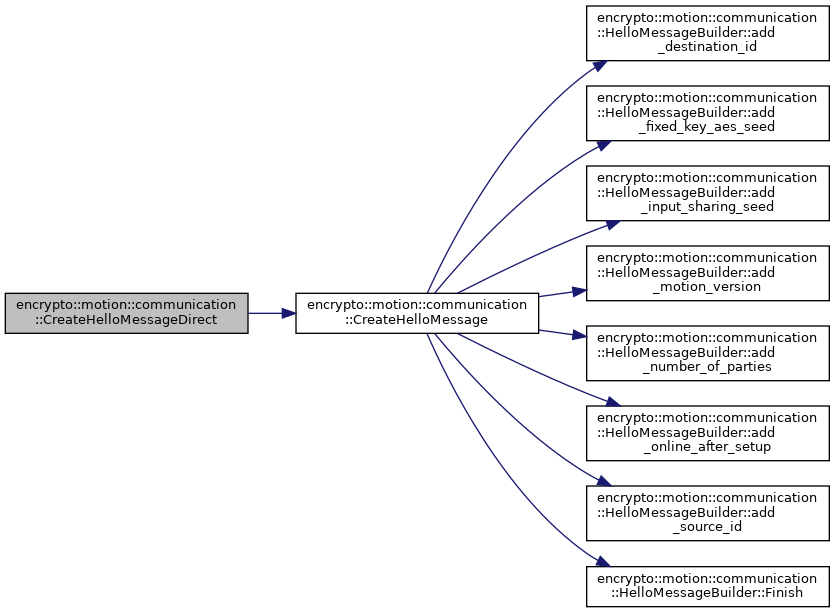 encrypto::motion::communication
::CreateHelloMessageDirect
encrypto::motion::communication
::CreateHelloMessage
encrypto::motion::communication
::HelloMessageBuilder::add
_destination_id
encrypto::motion::communication
::HelloMessageBuilder::add
_fixed_key_aes_seed
encrypto::motion::communication
::HelloMessageBuilder::add
_input_sharing_seed
encrypto::motion::communication
::HelloMessageBuilder::add
_motion_version
encrypto::motion::communication
::HelloMessageBuilder::add
_number_of_parties
encrypto::motion::communication
::HelloMessageBuilder::add
_online_after_setup
encrypto::motion::communication
::HelloMessageBuilder::add
_source_id
encrypto::motion::communication
::HelloMessageBuilder::Finish